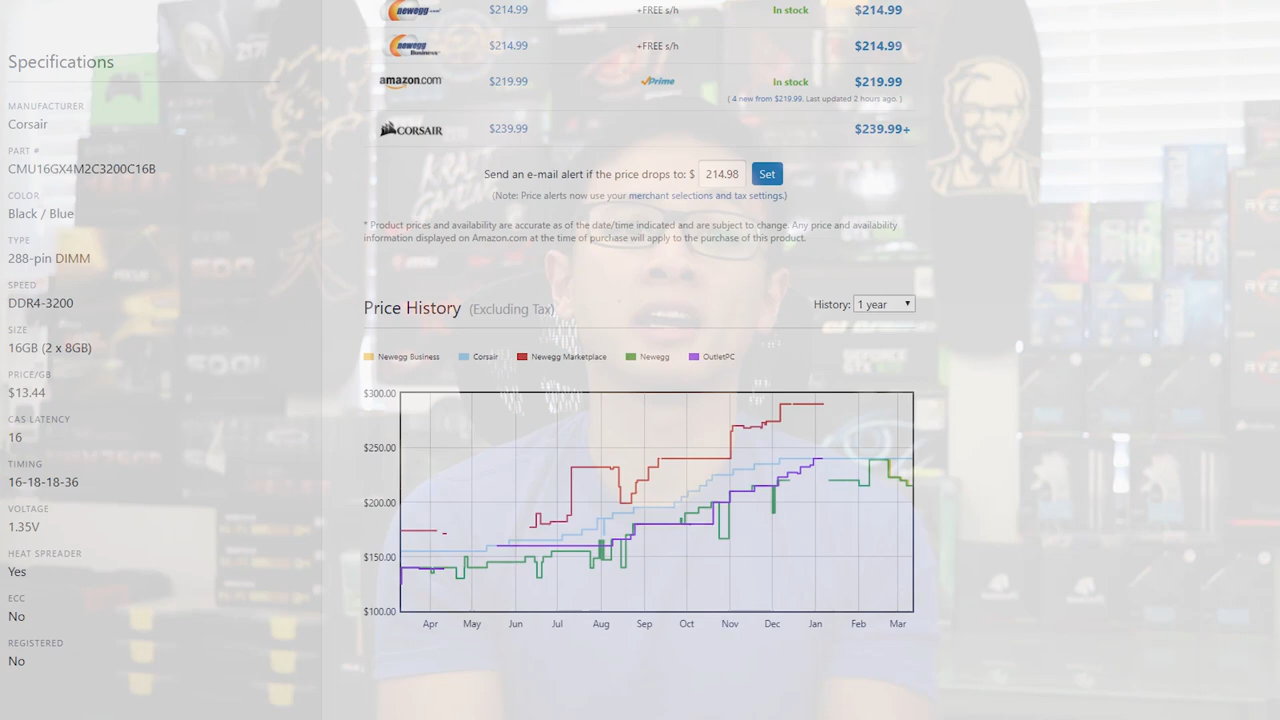 newegg.com $214.99 +FREE s/h In stock $214.99
newegg Business $214.99 +FREE s/h $214.99
amazon.com $219.99 Prime In stock $219.99
( 4 new from $219.99. Last updated 2 hours ago. )
CORSAIR $239.99 $239.99+
Send an e-mail alert if the price drops to: $ 214.98 Set
(Note: Price alerts now use your merchant selections and tax settings.)
* Product prices and availability are accurate as of the date/time indicated and are subject to change. Any price and availability
information displayed on Amazon.com at the time of purchase will apply to the purchase of this product.
Specifications
MANUFACTURER
Corsair
PART #
CMU16GX4M2C3200C16B
COLOR
Black / Blue
TYPE
288-pin DIMM
SPEED
DDR4-3200
SIZE
16GB (2 x 8GB)
PRICE/GB
$13.44
CAS LATENCY
16
TIMING
16-18-18-36
VOLTAGE
1.35V
HEAT SPREADER
Yes
ECC
No
REGISTERED
No
Price History (Excluding Tax) History: 1 year
Newegg Business Corsair Newegg Marketplace Newegg OutletPC
$300.00
$250.00
$200.00
$150.00
$100.00
Apr May Jun Jul Aug Sep Oct Nov Dec Jan Feb Mar